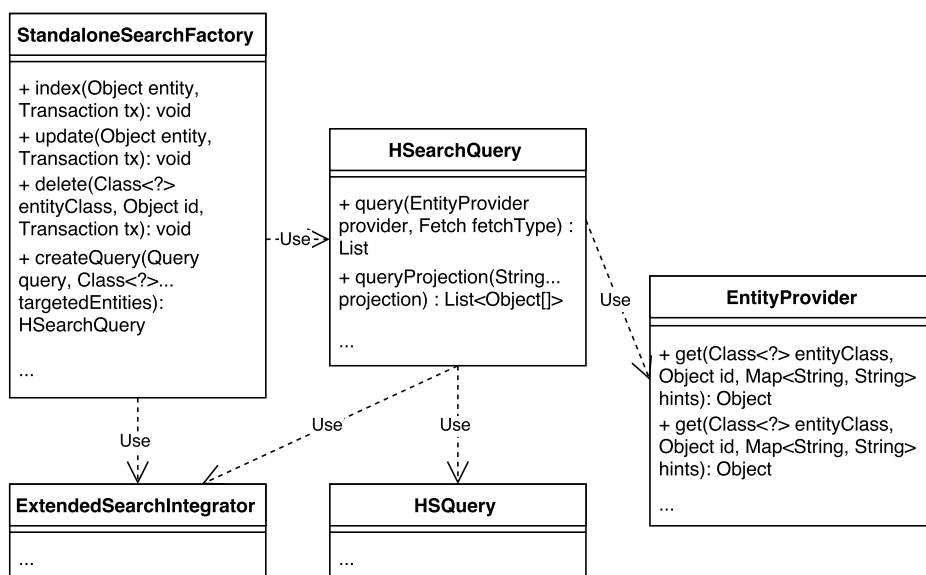 StandaloneSearchFactory
+ index(Object entity,
Transaction tx): void
+ update(Object entity,
Transaction tx): void
+ delete(Class<?>
entityClass, Object id,
Transaction tx): void
+ createQuery(Query
query, Class<?>...
targetedEntities):
HSearchQuery
...
Use
HSearchQuery
+ query(EntityProvider
provider, Fetch fetchType) :
List
+ queryProjection(String...
projection) : List<Object[]>
...
Use
EntityProvider
+ get(Class<?> entityClass,
Object id, Map<String, String>
hints): Object
+ get(Class<?> entityClass,
Object id, Map<String, String>
hints): Object
...
Use
Use
Use
ExtendedSearchIntegrator
...
HSQuery
...